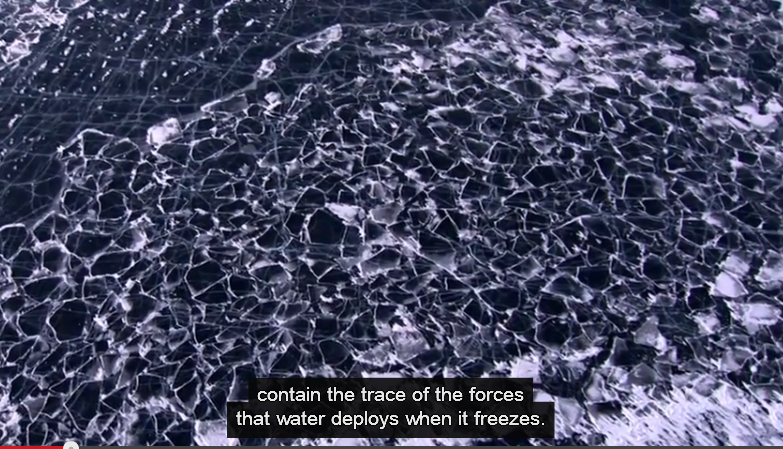 contain the trace of the forces
that water deploys when it freezes.